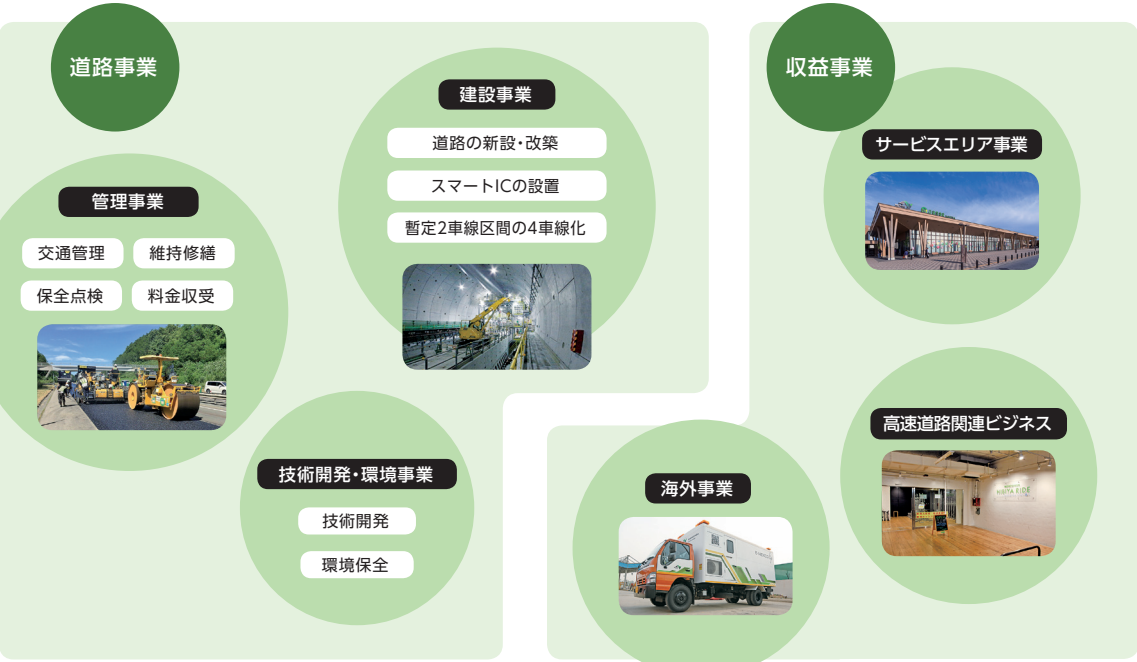 道路事業
管理事業
交通管理
維持修繕
保全点検
料金収受
建設事業
道路の新設・改築
スマートICの設置
暫定2車線区間の4車線化
技術開発・環境事業
技術開発
環境保全
収益事業
サービスエリア事業
高速道路関連ビジネス
海外事業